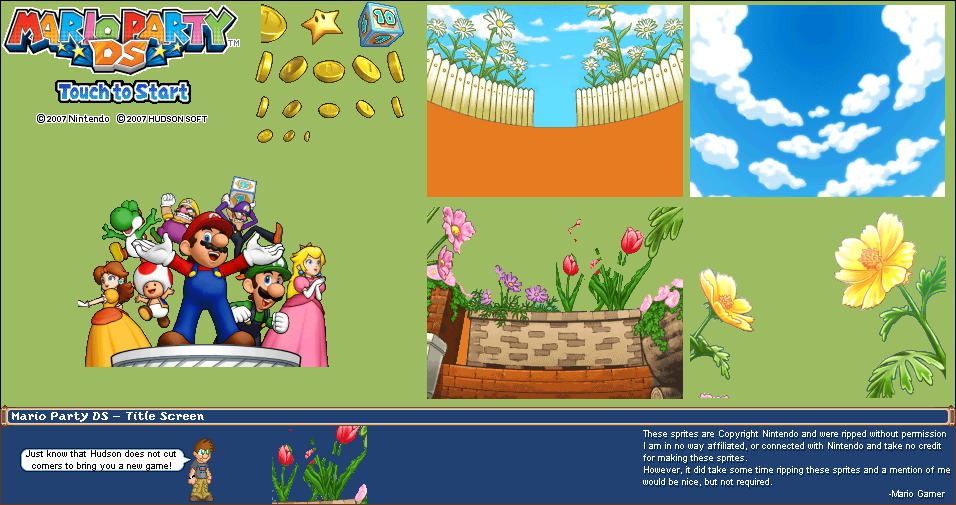 MARIO PARTY TM
DS
Touch to Start
©2007 Nintendo ©2007 HUDSON SOFT
10
Mario Party DS - Title Screen
Just know that Hudson does not cut
corners to bring you a new game!
These sprites are Copyright Nintendo and were ripped without permission
I am in no way affiliated, or connected with Nintendo and take no credit
for making these sprites.
However, it did take some time ripping these sprites and a mention of me
would be nice, but not required.
-Mario Gamer